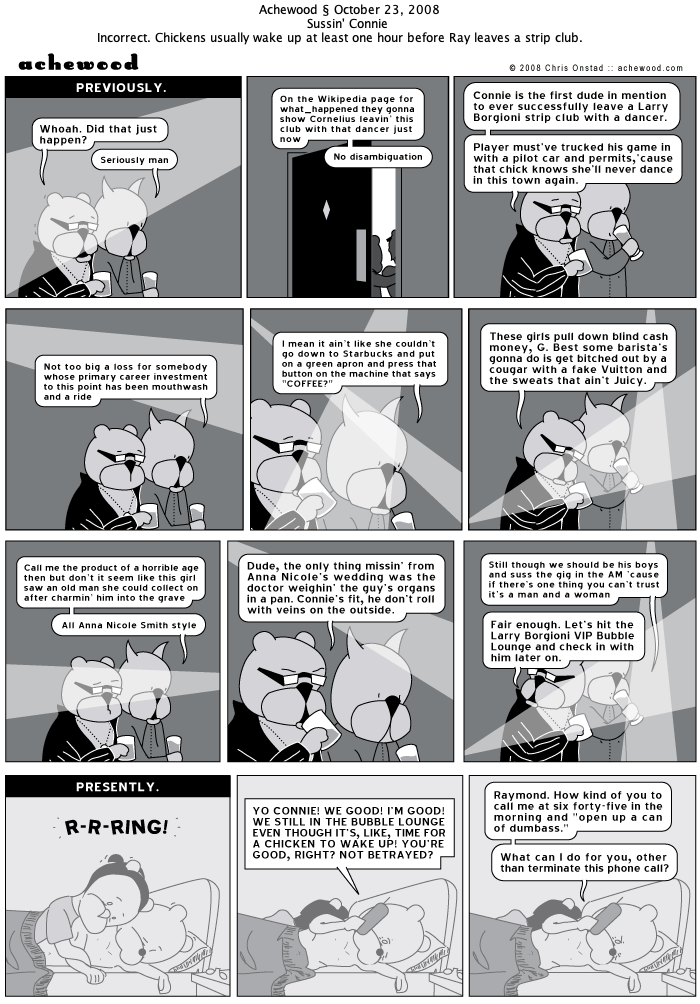 Achewood § October 23, 2008
Sussin' Connie
Incorrect. Chickens usually wake up at least one hour before Ray leaves a strip club.
achewood
© 2008 Chris Onstad :: achewood.com
PREVIOUSLY.
Whoah. Did that just
happen?
Seriously man
On the Wikipedia page for
what_happened they gonna
show Cornelius leavin' this
club with that dancer just
now
No disambiguation
Connie is the first dude in mention
to ever successfully leave a Larry
Borgioni strip club with a dancer.
Player must've trucked his game in
with a pilot car and permits,'cause
that chick knows she'll never dance
in this town again.
Not too big a loss for somebody
whose primary career investment
to this point has been mouthwash
and a ride
I mean it ain't like she couldn't
go down to Starbucks and put
on a green apron and press that
button on the machine that says
"COFFEE?"
These girls pull down blind cash
money, G. Best some barista's
gonna do is get bitched out by a
cougar with a fake Vuitton and
the sweats that ain't Juicy.
Call me the product of a horrible age
then but don't it seem like this girl
saw an old man she could collect on
after charmin' him into the grave
All Anna Nicole Smith style
Dude, the only thing missin' from
Anna Nicole's wedding was the
doctor weighin' the guy's organs
in a pan. Connie's fit, he don't
roll with veins on the outside.
Still though we should be his boys
and suss the gig in the AM 'cause
if there's one thing you can't trust
it's a man and a woman
Fair enough. Let's hit the
Larry Borgioni VIP Bubble
Lounge and check in with
him later on.
PRESENTLY.
R-R-RING!
YO CONNIE! WE GOOD! I'M GOOD!
WE STILL IN THE BUBBLE LOUNGE
EVEN THOUGH IT'S, LIKE, TIME FOR
A CHICKEN TO WAKE UP! YOU'RE
GOOD, RIGHT? NOT BETRAYED?
Raymond. How kind of you to
call me at six forty-five in the
morning and "open up a can
of dumbass."
What can I do for you, other
than terminate this phone call?